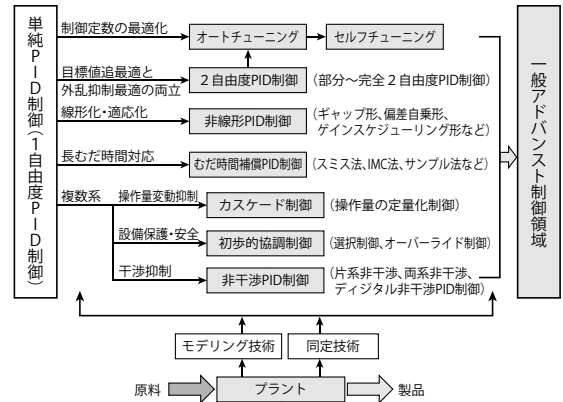 単純PID制御(1自由度PID制御)
制御定数の最適化
オートチューニング
セルフチューニング
目標値追最適と
外乱抑制最適の両立
2自由度PID制御
(部分~完全2自由度PID制御)
線形化・適応化
非線形PID制御
(ギャップ形、偏差自乗形、
ゲインスケジューリング形など)
長むだ時間対応
むだ時間補償PID制御
(スミス法、IMC法、サンプル法など)
複数系
操作量変動抑制
カスケード制御
(操作量の定量化制御)
設備保護・安全
初歩的協調制御
(選択制御、オーバーライド制御)
干渉抑制
非干渉PID制御
(片系非干渉、両系非干渉、
ディジタル非干渉PID制御)
一般アドバンスト制御領域
モデリング技術
同定技術
原料
プラント
製品